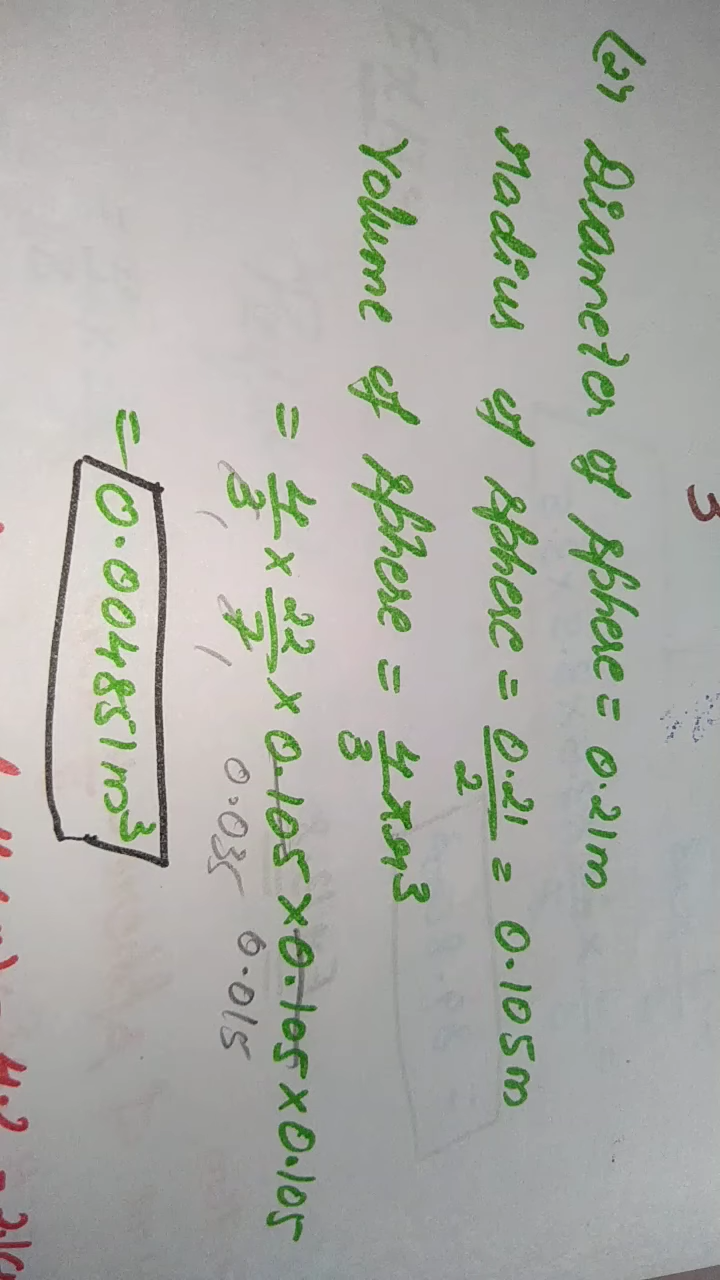 (2) Diameter of sphere = 0.21m
Radius of sphere = 0.21/2 = 0.105m
Volume of sphere = 4/3 πr³
= 4/3 × 22/7 × 0.105 × 0.105 × 0.105
0.035 0.015
= 0.004851m³